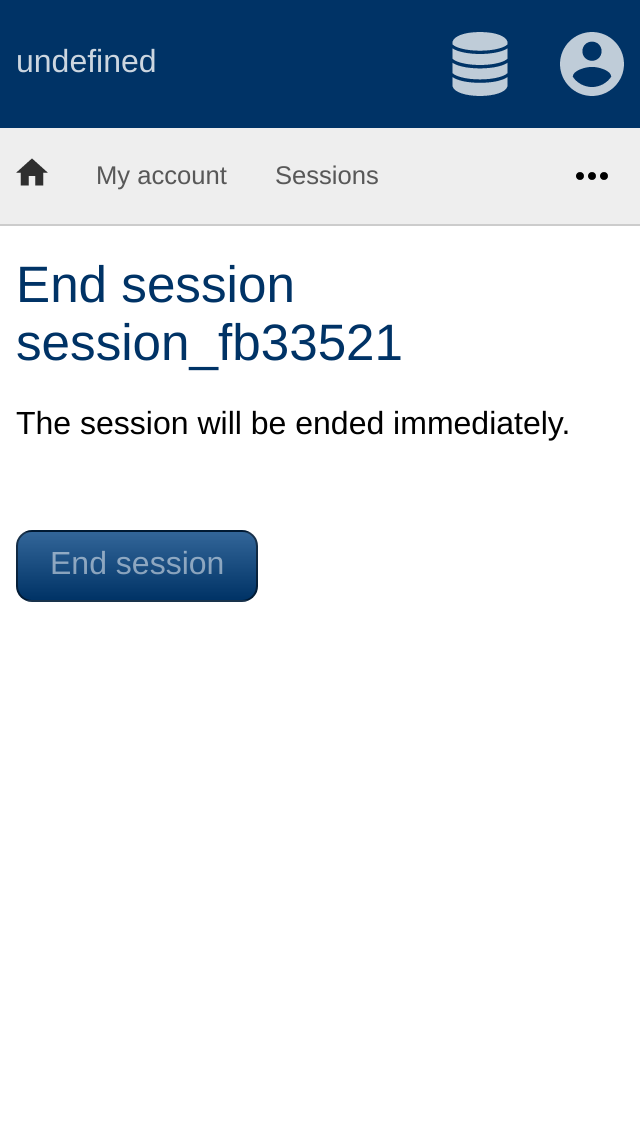 undefined
My account Sessions
End session
session_fb33521
The session will be ended immediately.
End session